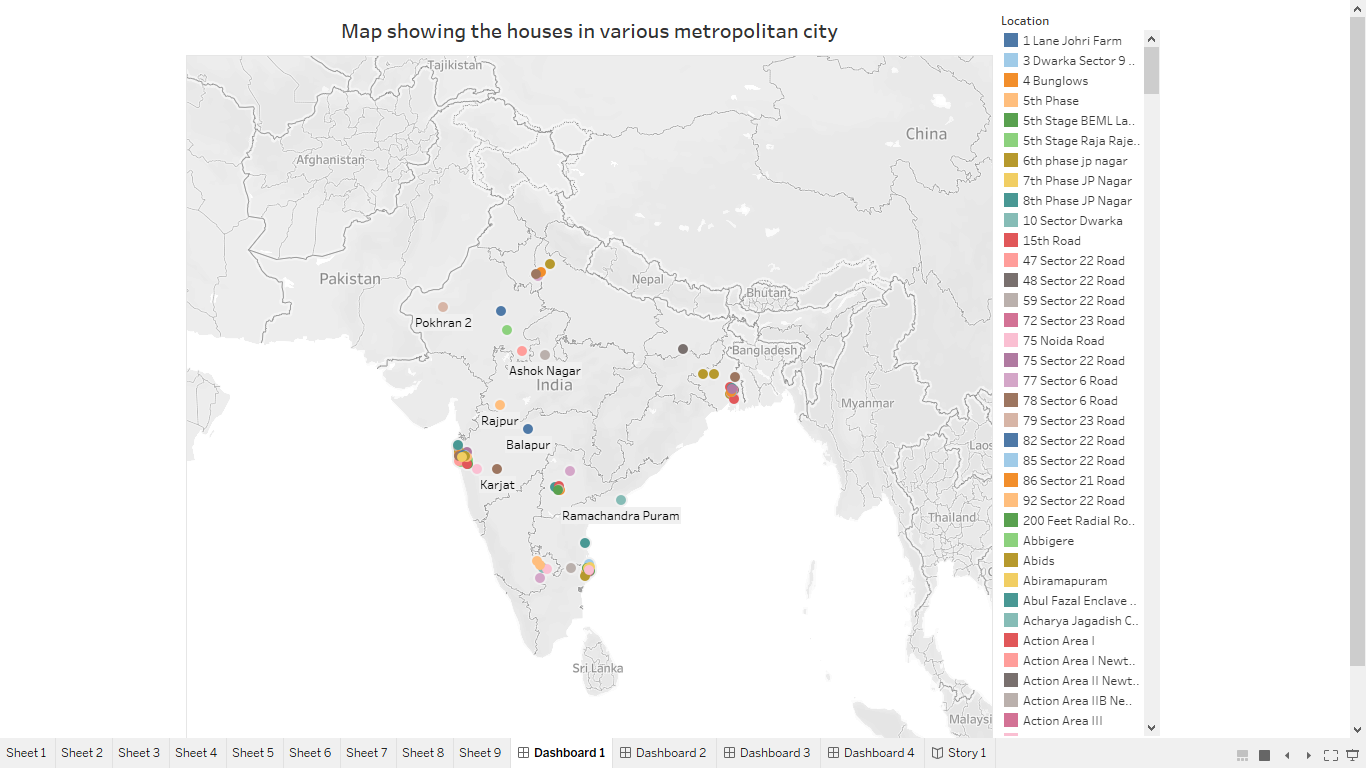 Map showing the houses in various metropolitan city
Location
1 Lane Johri Farm
3 Dwarka Sector 9 ..
4 Bunglows
5th Phase
5th Stage BEML La..
5th Stage Raja Raje..
6th phase jp nagar
7th Phase JP Nagar
8th Phase JP Nagar
10 Sector Dwarka
15th Road
47 Sector 22 Road
48 Sector 22 Road
59 Sector 22 Road
72 Sector 23 Road
75 Noida Road
75 Sector 22 Road
77 Sector 6 Road
78 Sector 6 Road
79 Sector 23 Road
82 Sector 22 Road
85 Sector 22 Road
86 Sector 21 Road
92 Sector 22 Road
200 Feet Radial Ro..
Abbigere
Abids
Abiramapuram
Abul Fazal Enclave ..
Acharya Jagadish C..
Action Area I
Action Area I Newt..
Action Area II Newt..
Action Area IIB Ne..
Action Area III
Tajikistan
China
Afghanistan
Pakistan
Nepal
Bhutan
Pokhran 2
Bangladesh
Ashok Nagar
India
Myanmar
Rajpur
Balapur
Laos
Karjat
Ramachandra Puram
Thailand
Sri Lanka
Malaysi
Sheet 1
Sheet 2
Sheet 3
Sheet 4
Sheet 5
Sheet 6
Sheet 7
Sheet 8
Sheet 9
Dashboard 1
Dashboard 2
Dashboard 3
Dashboard 4
Story 1